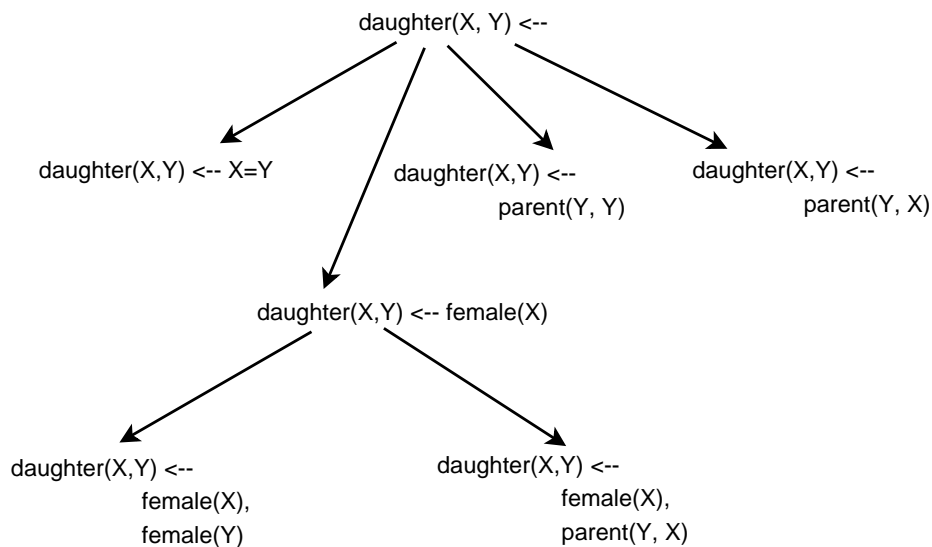 daughter(X, Y) <--
daughter(X,Y) <-- X=Y
daughter(X,Y) <--
parent(Y, Y)
daughter(X,Y) <--
parent(Y, X)
daughter(X,Y) <-- female(X)
daughter(X,Y) <--
female(X),
female(Y)
daughter(X,Y) <--
female(X),
parent(Y, X)